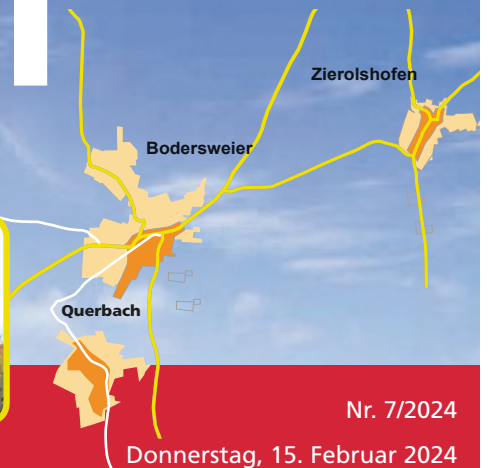 Zierolshofen
Bodersweier
Querbach
Nr. 7/2024
Donnerstag, 15. Februar 2024